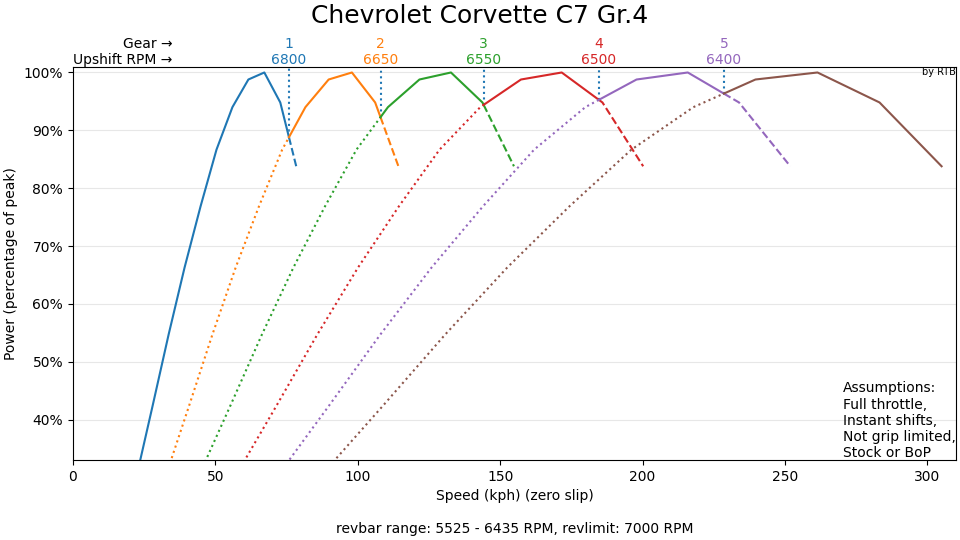 Chevrolet Corvette C7 Gr.4
Gear → 1 2 3 4 5
Upshift RPM → 6800 6650 6550 6500 6400
by RTB
100%
90%
80%
70%
60%
50%
40%
Power (percentage of peak)
Assumptions:
Full throttle,
Instant shifts,
Not grip limited,
Stock or BoP
0 50 100 150 200 250 300
Speed (kph) (zero slip)
revbar range: 5525 - 6435 RPM, revlimit: 7000 RPM